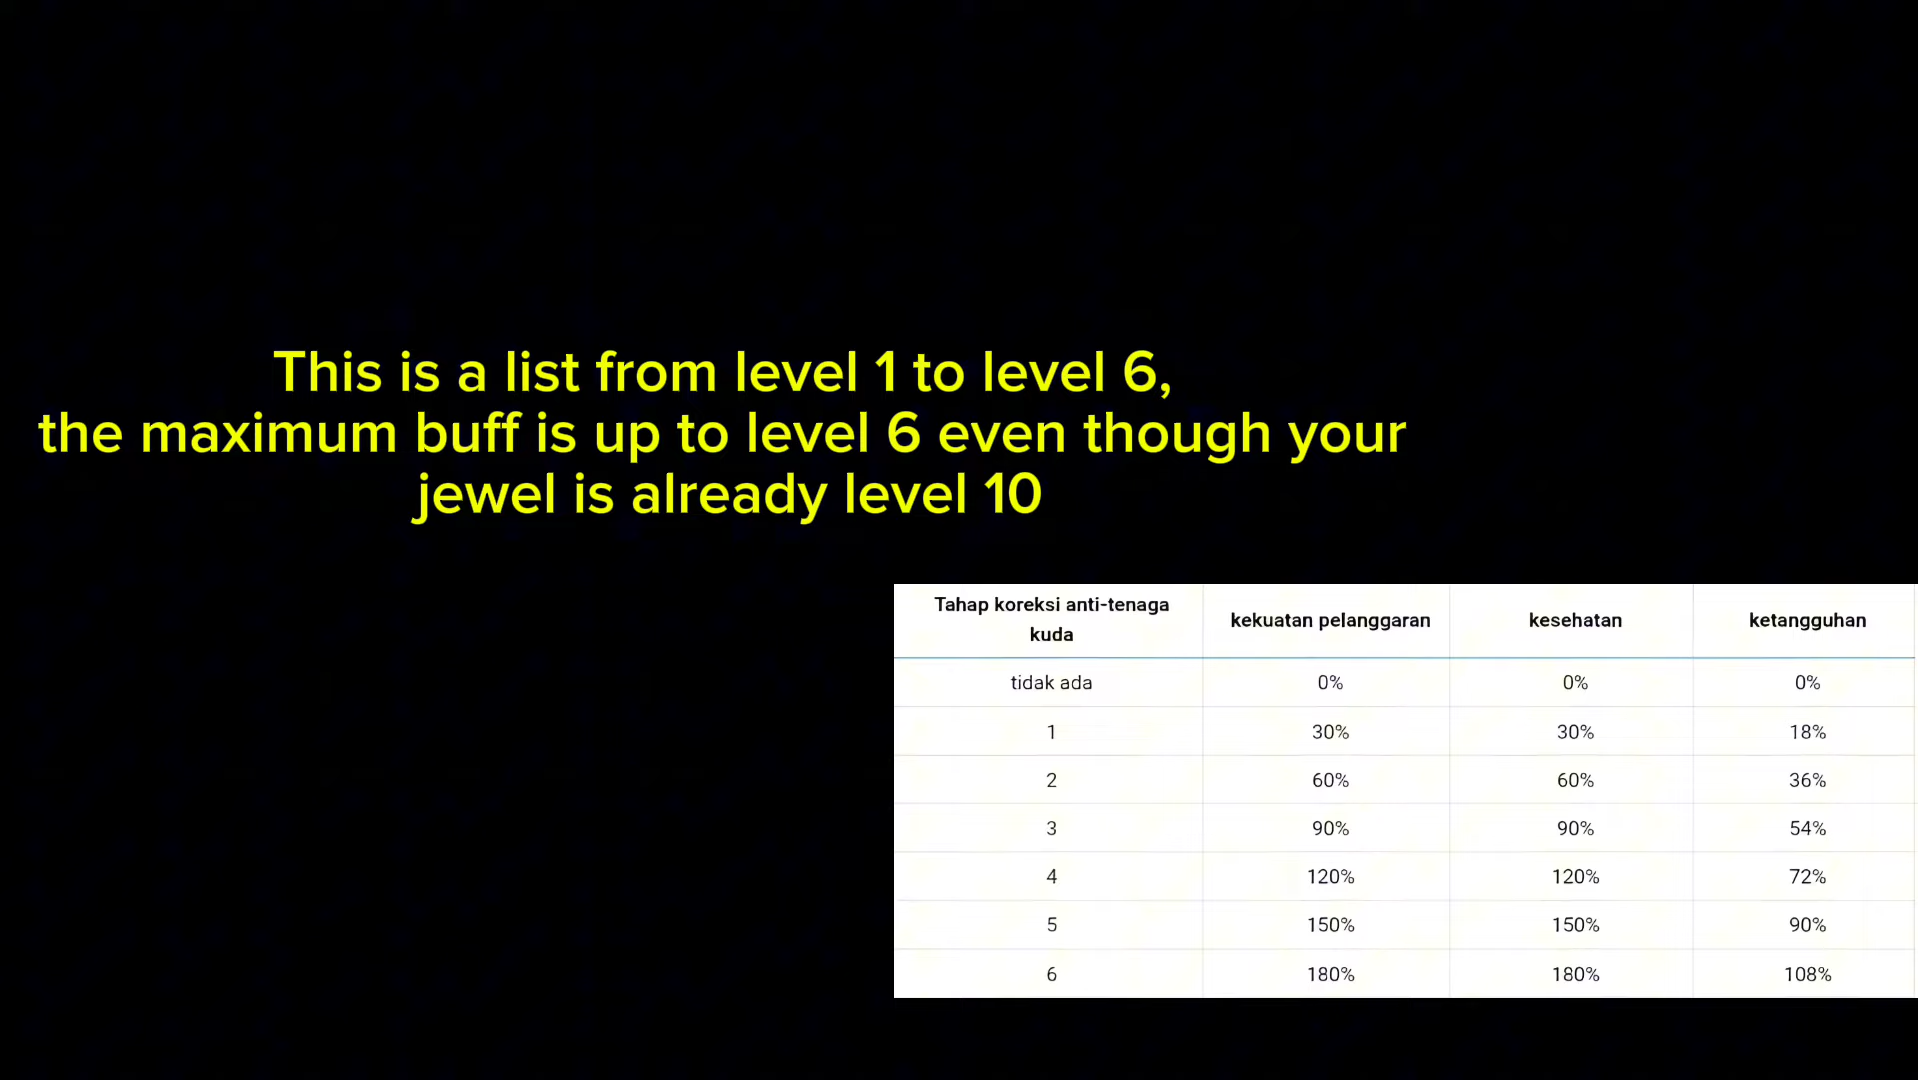 This is a list from level 1 to level 6,
the maximum buff is up to level 6 even though your
jewel is already level 10
Tahap koreksi anti-tenaga
kuda
kekuatan pelanggaran
kesehatan
ketangguhan
tidak ada 0% 0% 0%
1 30% 30% 18%
2 60% 60% 36%
3 90% 90% 54%
4 120% 120% 72%
5 150% 150% 90%
6 180% 180% 108%